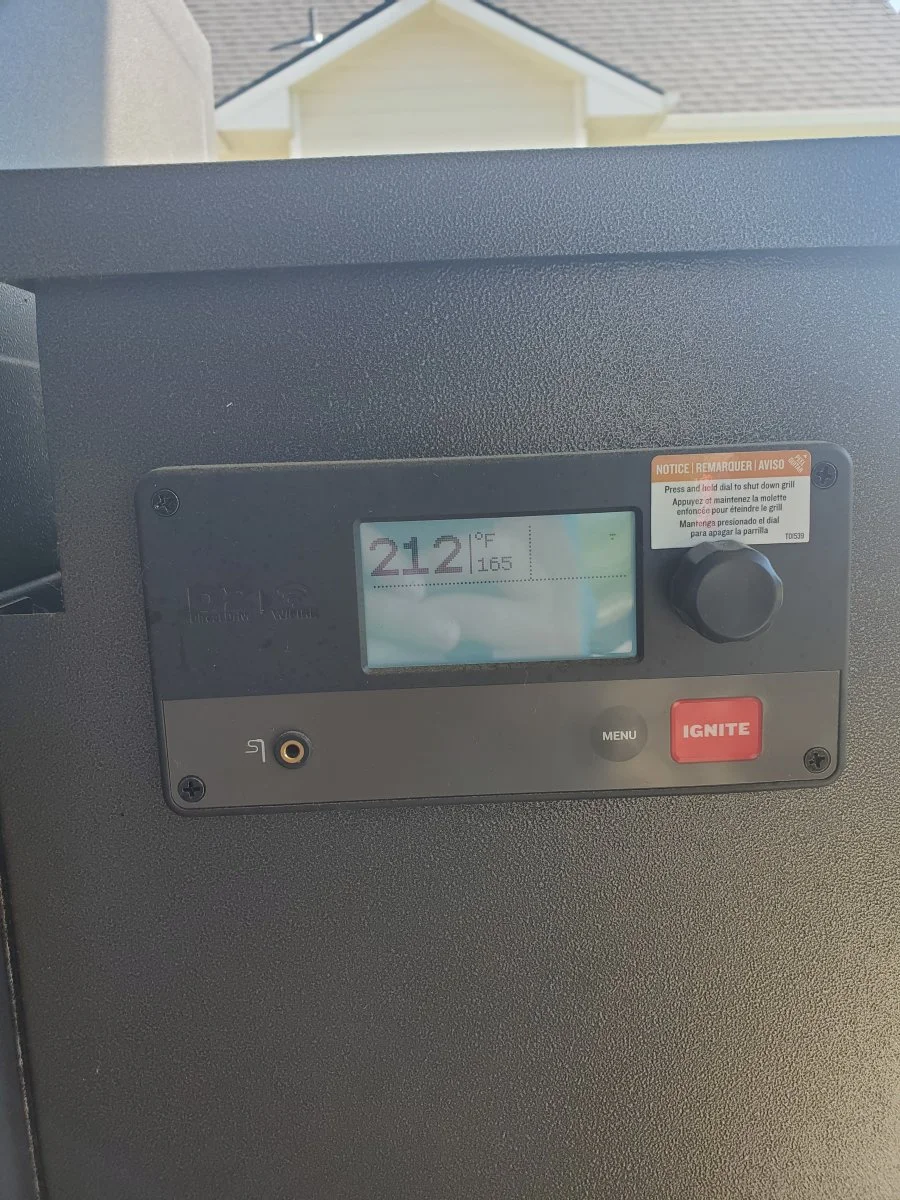 NOTICE | REMARQUER | AVISO
Press and hold dial to shut down grill
Appuyez et maintenez la molette
enfoncée pour éteindre le grill
Mantenga presionado el dial
para apagar la parrilla
T01539
212 °F
165
MENU
IGNITE